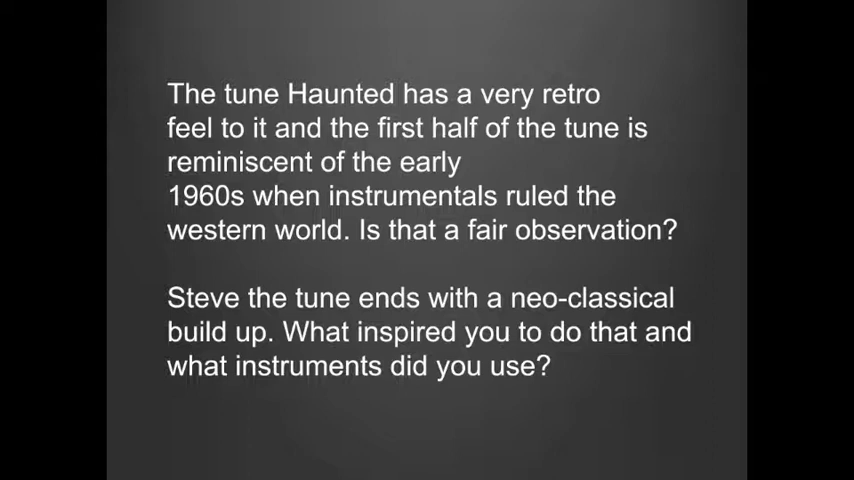 The tune Haunted has a very retro
feel to it and the first half of the tune is
reminiscent of the early
1960s when instrumentals ruled the
western world. Is that a fair observation?
Steve the tune ends with a neo-classical
build up. What inspired you to do that and
what instruments did you use?